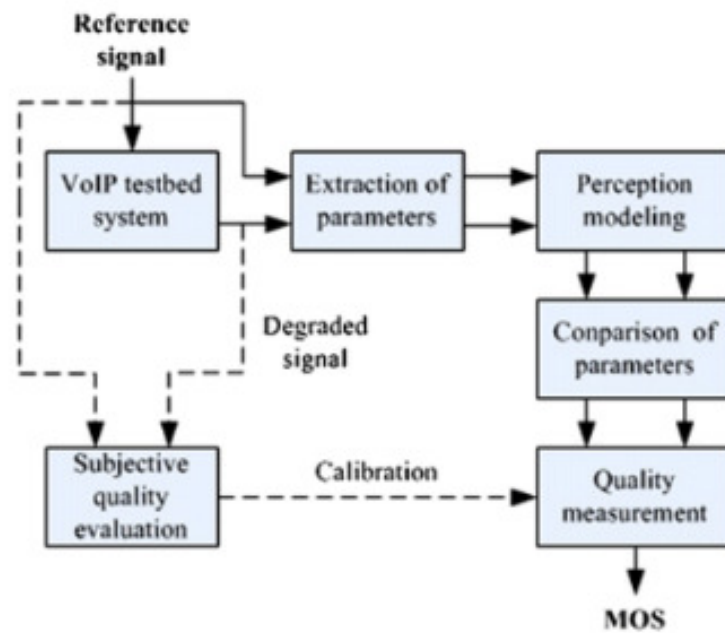 Reference
signal
VoIP testbed
system
Extraction of
parameters
Perception
modeling
Degraded
signal
Conparison of
parameters
Subjective
quality
evaluation
Calibration
Quality
measurement
MOS